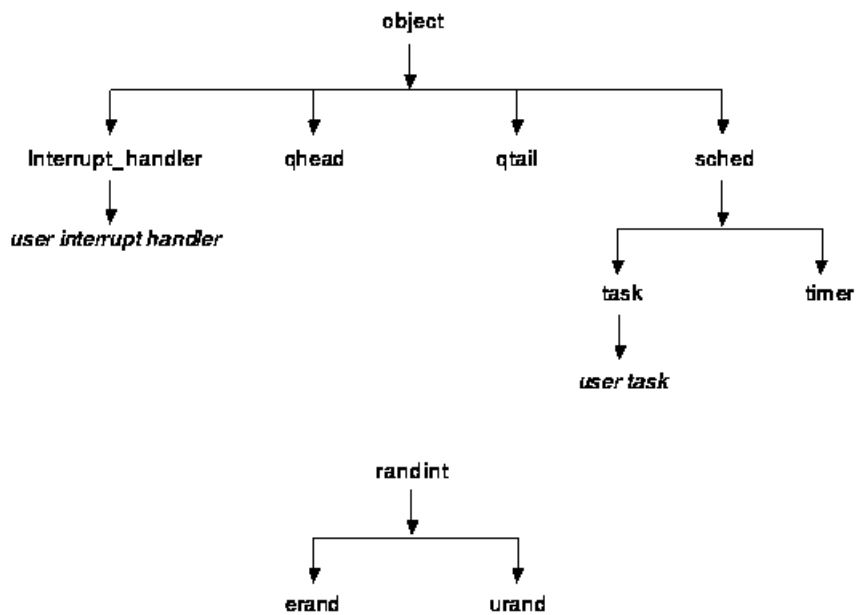 object
Interrupt_handler qhead qtail sched
user interrupt handler
task timer
user task
randint
erand urand